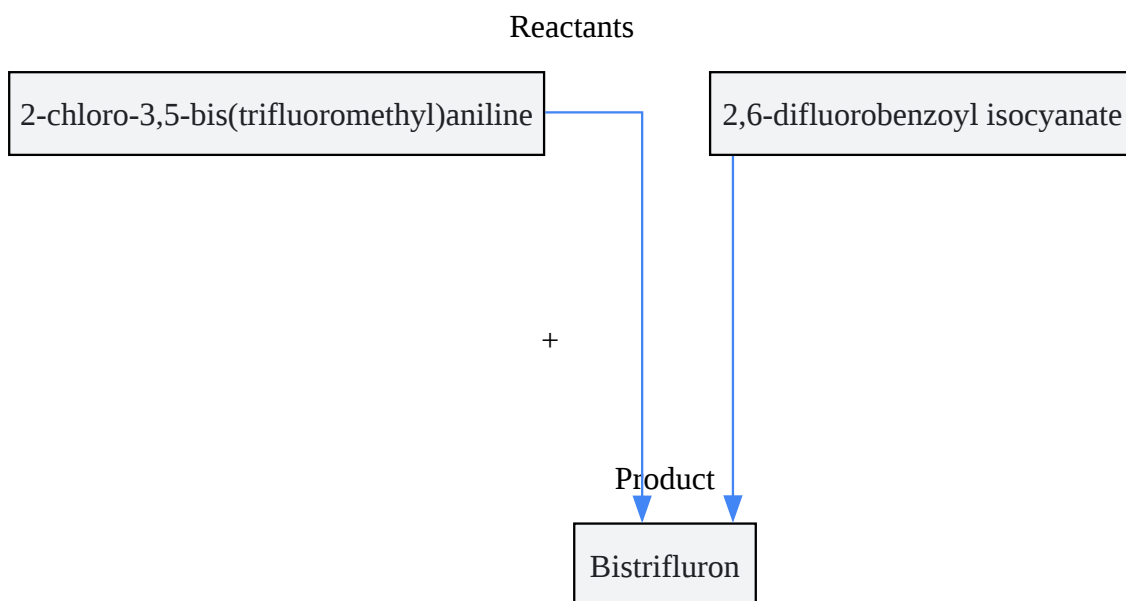 Reactants
2-chloro-3,5-bis(trifluoromethyl)aniline
2,6-difluorobenzoyl isocyanate
+
Product
Bistrifluron